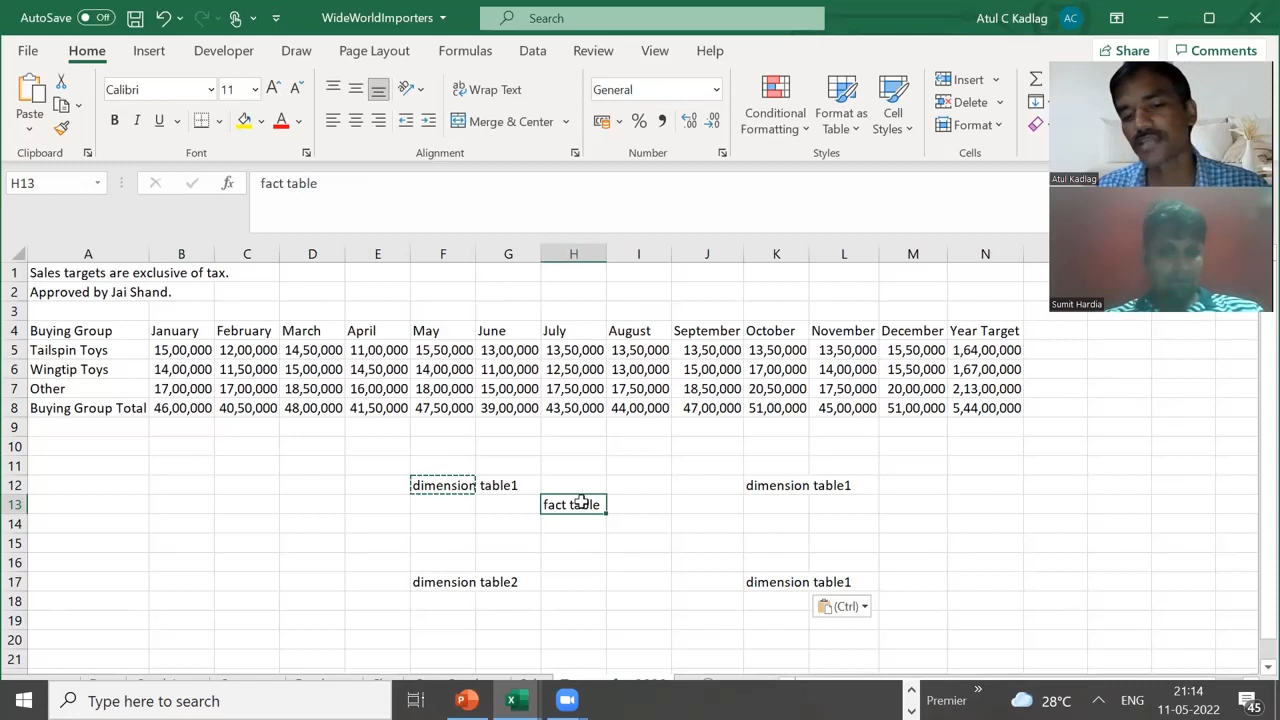 AutoSave Off WideWorldImporters Search Atul C Kadlag AC
File Home Insert Developer Draw Page Layout Formulas Data Review View Help Share Comments
Paste Calibri 11 A A Wrap Text General Conditional Formatting Format as Table Cell Styles Insert Delete Format
B I U A Merge & Center % ,
Clipboard Font Alignment Number Styles Cells
H13 fx fact table
Atul Kadlag
Sumit Hardia
A B C D E F G H I J K L M N
1 Sales targets are exclusive of tax.
2 Approved by Jai Shand.
3
4 Buying Group January February March April May June July August September October November December Year Target
5 Tailspin Toys 15,00,000 12,00,000 14,50,000 11,00,000 15,50,000 13,00,000 13,50,000 13,50,000 13,50,000 13,50,000 13,50,000 15,50,000 1,64,00,000
6 Wingtip Toys 14,00,000 11,50,000 15,00,000 14,50,000 14,00,000 11,00,000 12,50,000 13,00,000 15,00,000 17,00,000 14,00,000 15,50,000 1,67,00,000
7 Other 17,00,000 17,00,000 18,50,000 16,00,000 18,00,000 15,00,000 17,50,000 17,50,000 18,50,000 20,50,000 17,50,000 20,00,000 2,13,00,000
8 Buying Group Total 46,00,000 40,50,000 48,00,000 41,50,000 47,50,000 39,00,000 43,50,000 44,00,000 47,00,000 51,00,000 45,00,000 51,00,000 5,44,00,000
9
10
11
12 dimension table1 dimension table1
13 fact table
14
15
16
17 dimension table2 dimension table1
18 (Ctrl)
19
20
21
Type here to search Premier 28°C ENG 21:14 11-05-2022 45